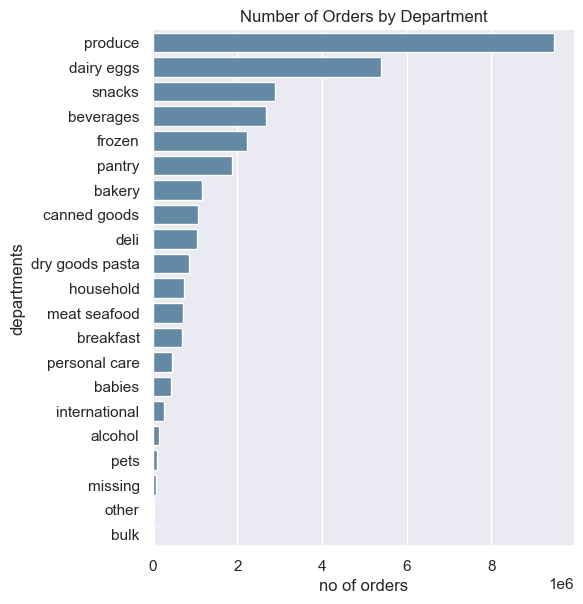 Number of Orders by Department
departments
produce
dairy eggs
snacks
beverages
frozen
pantry
bakery
canned goods
deli
dry goods pasta
household
meat seafood
breakfast
personal care
babies
international
alcohol
pets
missing
other
bulk
0 2 4 6 8
1e6
no of orders